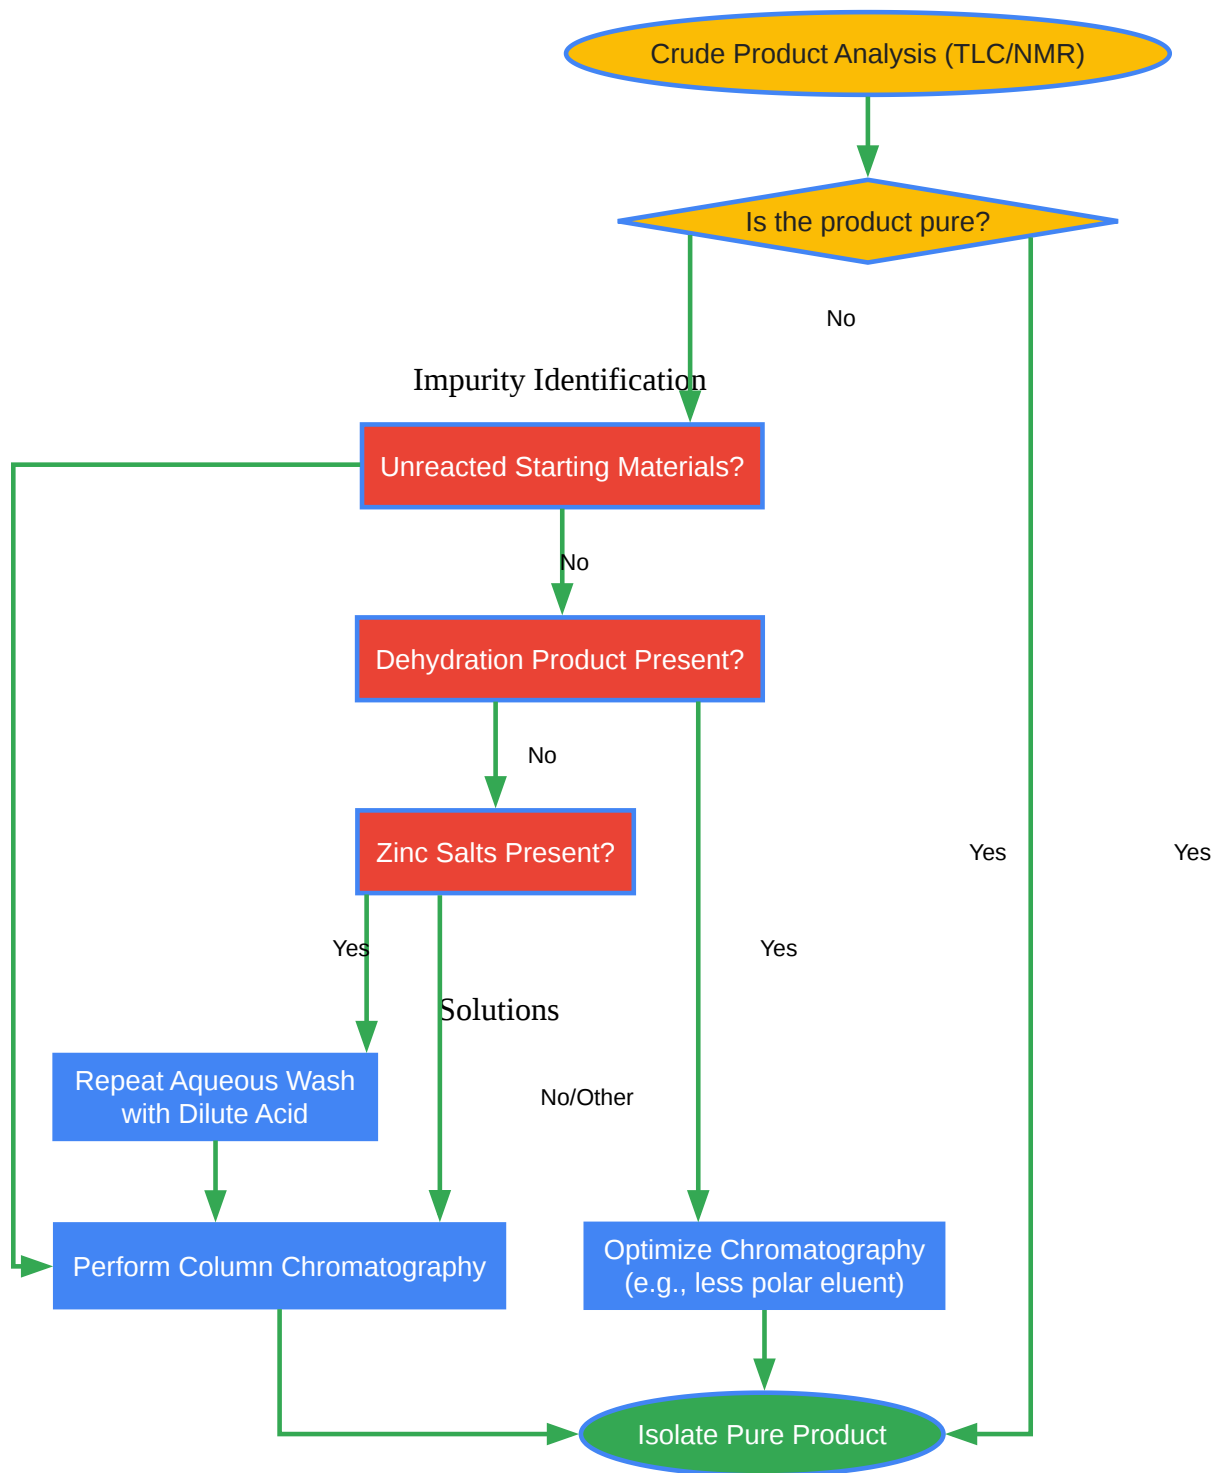 Crude Product Analysis (TLC/NMR)
Is the product pure?
No
Impurity Identification
Unreacted Starting Materials?
No
Dehydration Product Present?
No
Zinc Salts Present?
Yes
Yes
Yes
Yes
Solutions
Repeat Aqueous Wash
with Dilute Acid
No/Other
Perform Column Chromatography
Optimize Chromatography
(e.g., less polar eluent)
Isolate Pure Product